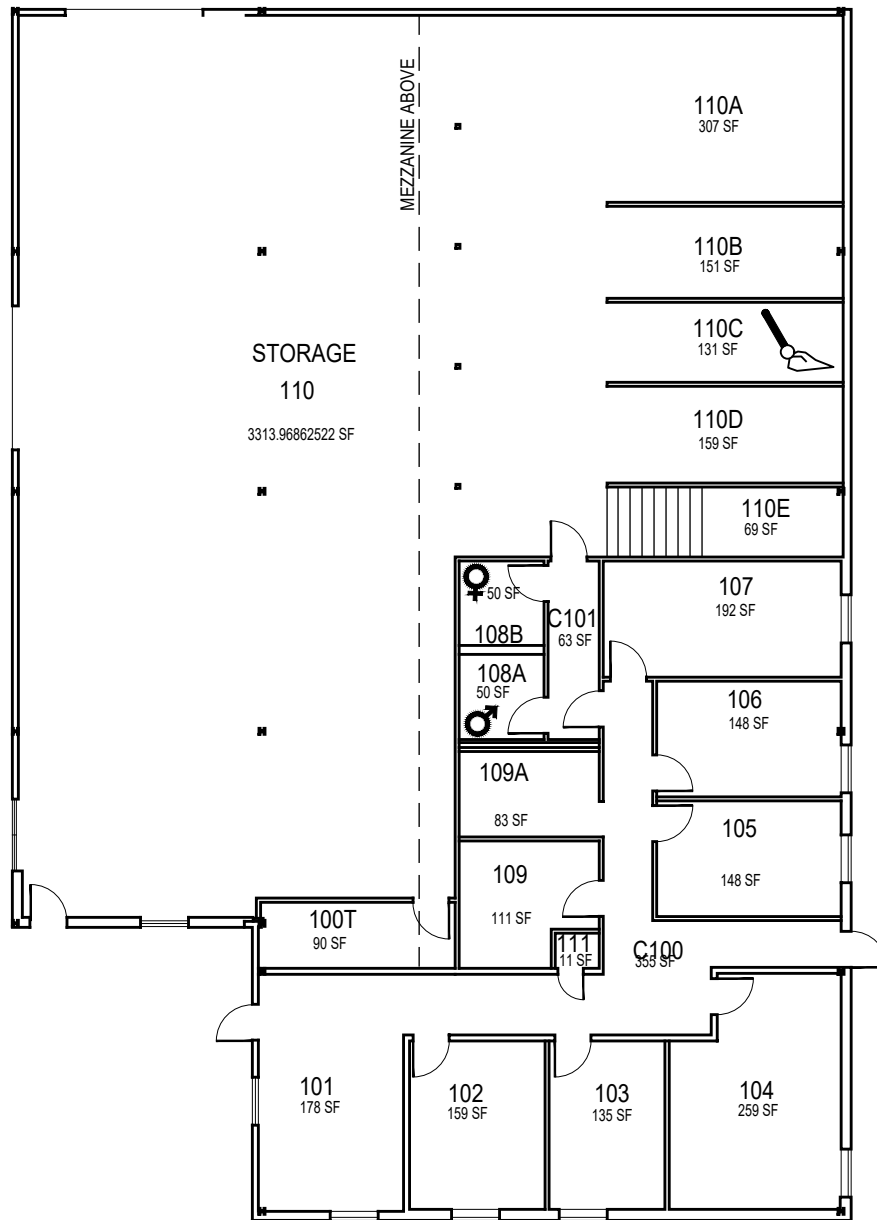 MEZZANINE ABOVE
110A
307 SF
110B
151 SF
110C
131 SF
STORAGE
110
3313.96862522 SF
110D
159 SF
110E
69 SF
107
192 SF
50 SF
108B
C101
63 SF
108A
50 SF
106
148 SF
109A
83 SF
105
148 SF
109
111 SF
100T
90 SF
111
11 SF
C100
355 SF
101
178 SF
102
159 SF
103
135 SF
104
259 SF